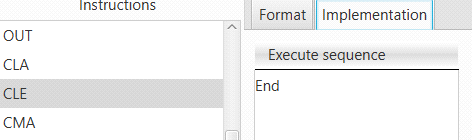 Instructions
OUT
CLA
CLE
CMA
Format
Implementation
Execute sequence
End